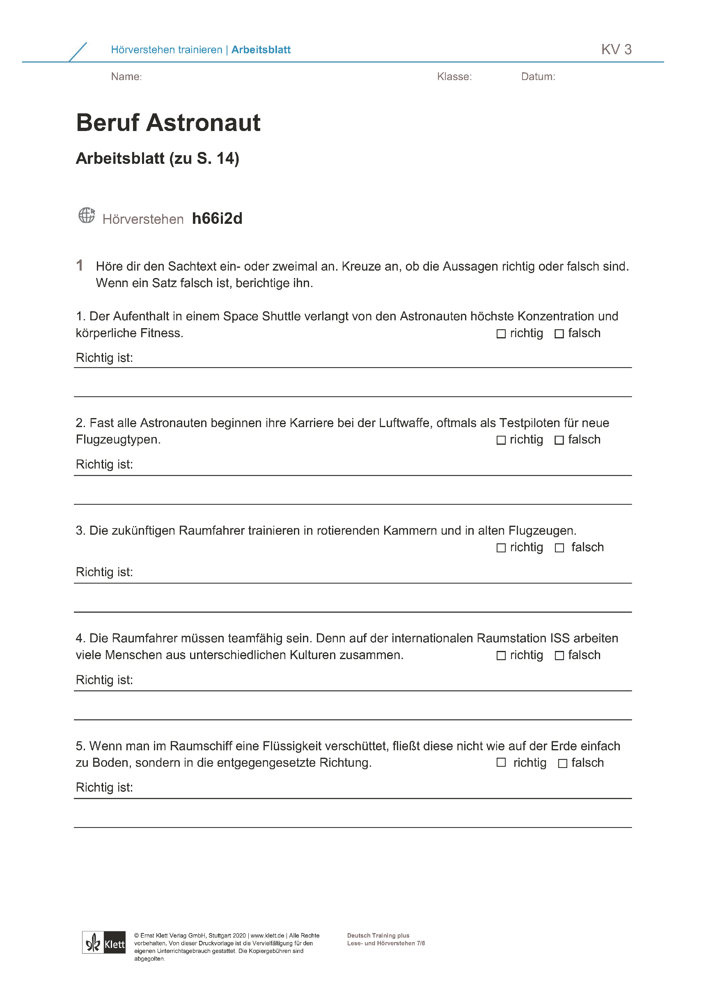 Hörverstehen trainieren | Arbeitsblatt KV 3
Name: Klasse: Datum:
Beruf Astronaut
Arbeitsblatt (zu S. 14)
Hörverstehen h66i2d
1 Höre dir den Sachtext ein- oder zweimal an. Kreuze an, ob die Aussagen richtig oder falsch sind.
Wenn ein Satz falsch ist, berichtige ihn.
1. Der Aufenthalt in einem Space Shuttle verlangt von den Astronauten höchste Konzentration und
körperliche Fitness. ☐ richtig ☐ falsch
Richtig ist:
2. Fast alle Astronauten beginnen ihre Karriere bei der Luftwaffe, oftmals als Testpiloten für neue
Flugzeugtypen. ☐ richtig ☐ falsch
Richtig ist:
3. Die zukünftigen Raumfahrer trainieren in rotierenden Kammern und in alten Flugzeugen.
☐ richtig ☐ falsch
Richtig ist:
4. Die Raumfahrer müssen teamfähig sein. Denn auf der internationalen Raumstation ISS arbeiten
viele Menschen aus unterschiedlichen Kulturen zusammen. ☐ richtig ☐ falsch
Richtig ist:
5. Wenn man im Raumschiff eine Flüssigkeit verschüttet, fließt diese nicht wie auf der Erde einfach
zu Boden, sondern in die entgegengesetzte Richtung. ☐ richtig ☐ falsch
Richtig ist:
Klett
© Ernst Klett Verlag GmbH, Stuttgart 2020 | www.klett.de | Alle Rechte
vorbehalten. Von dieser Druckvorlage ist die Vervielfältigung für den
eigenen Unterrichtsgebrauch gestattet. Die Kopiergebühren sind
abgegolten.
Deutsch Training plus
Lese- und Hörverstehen 7/8